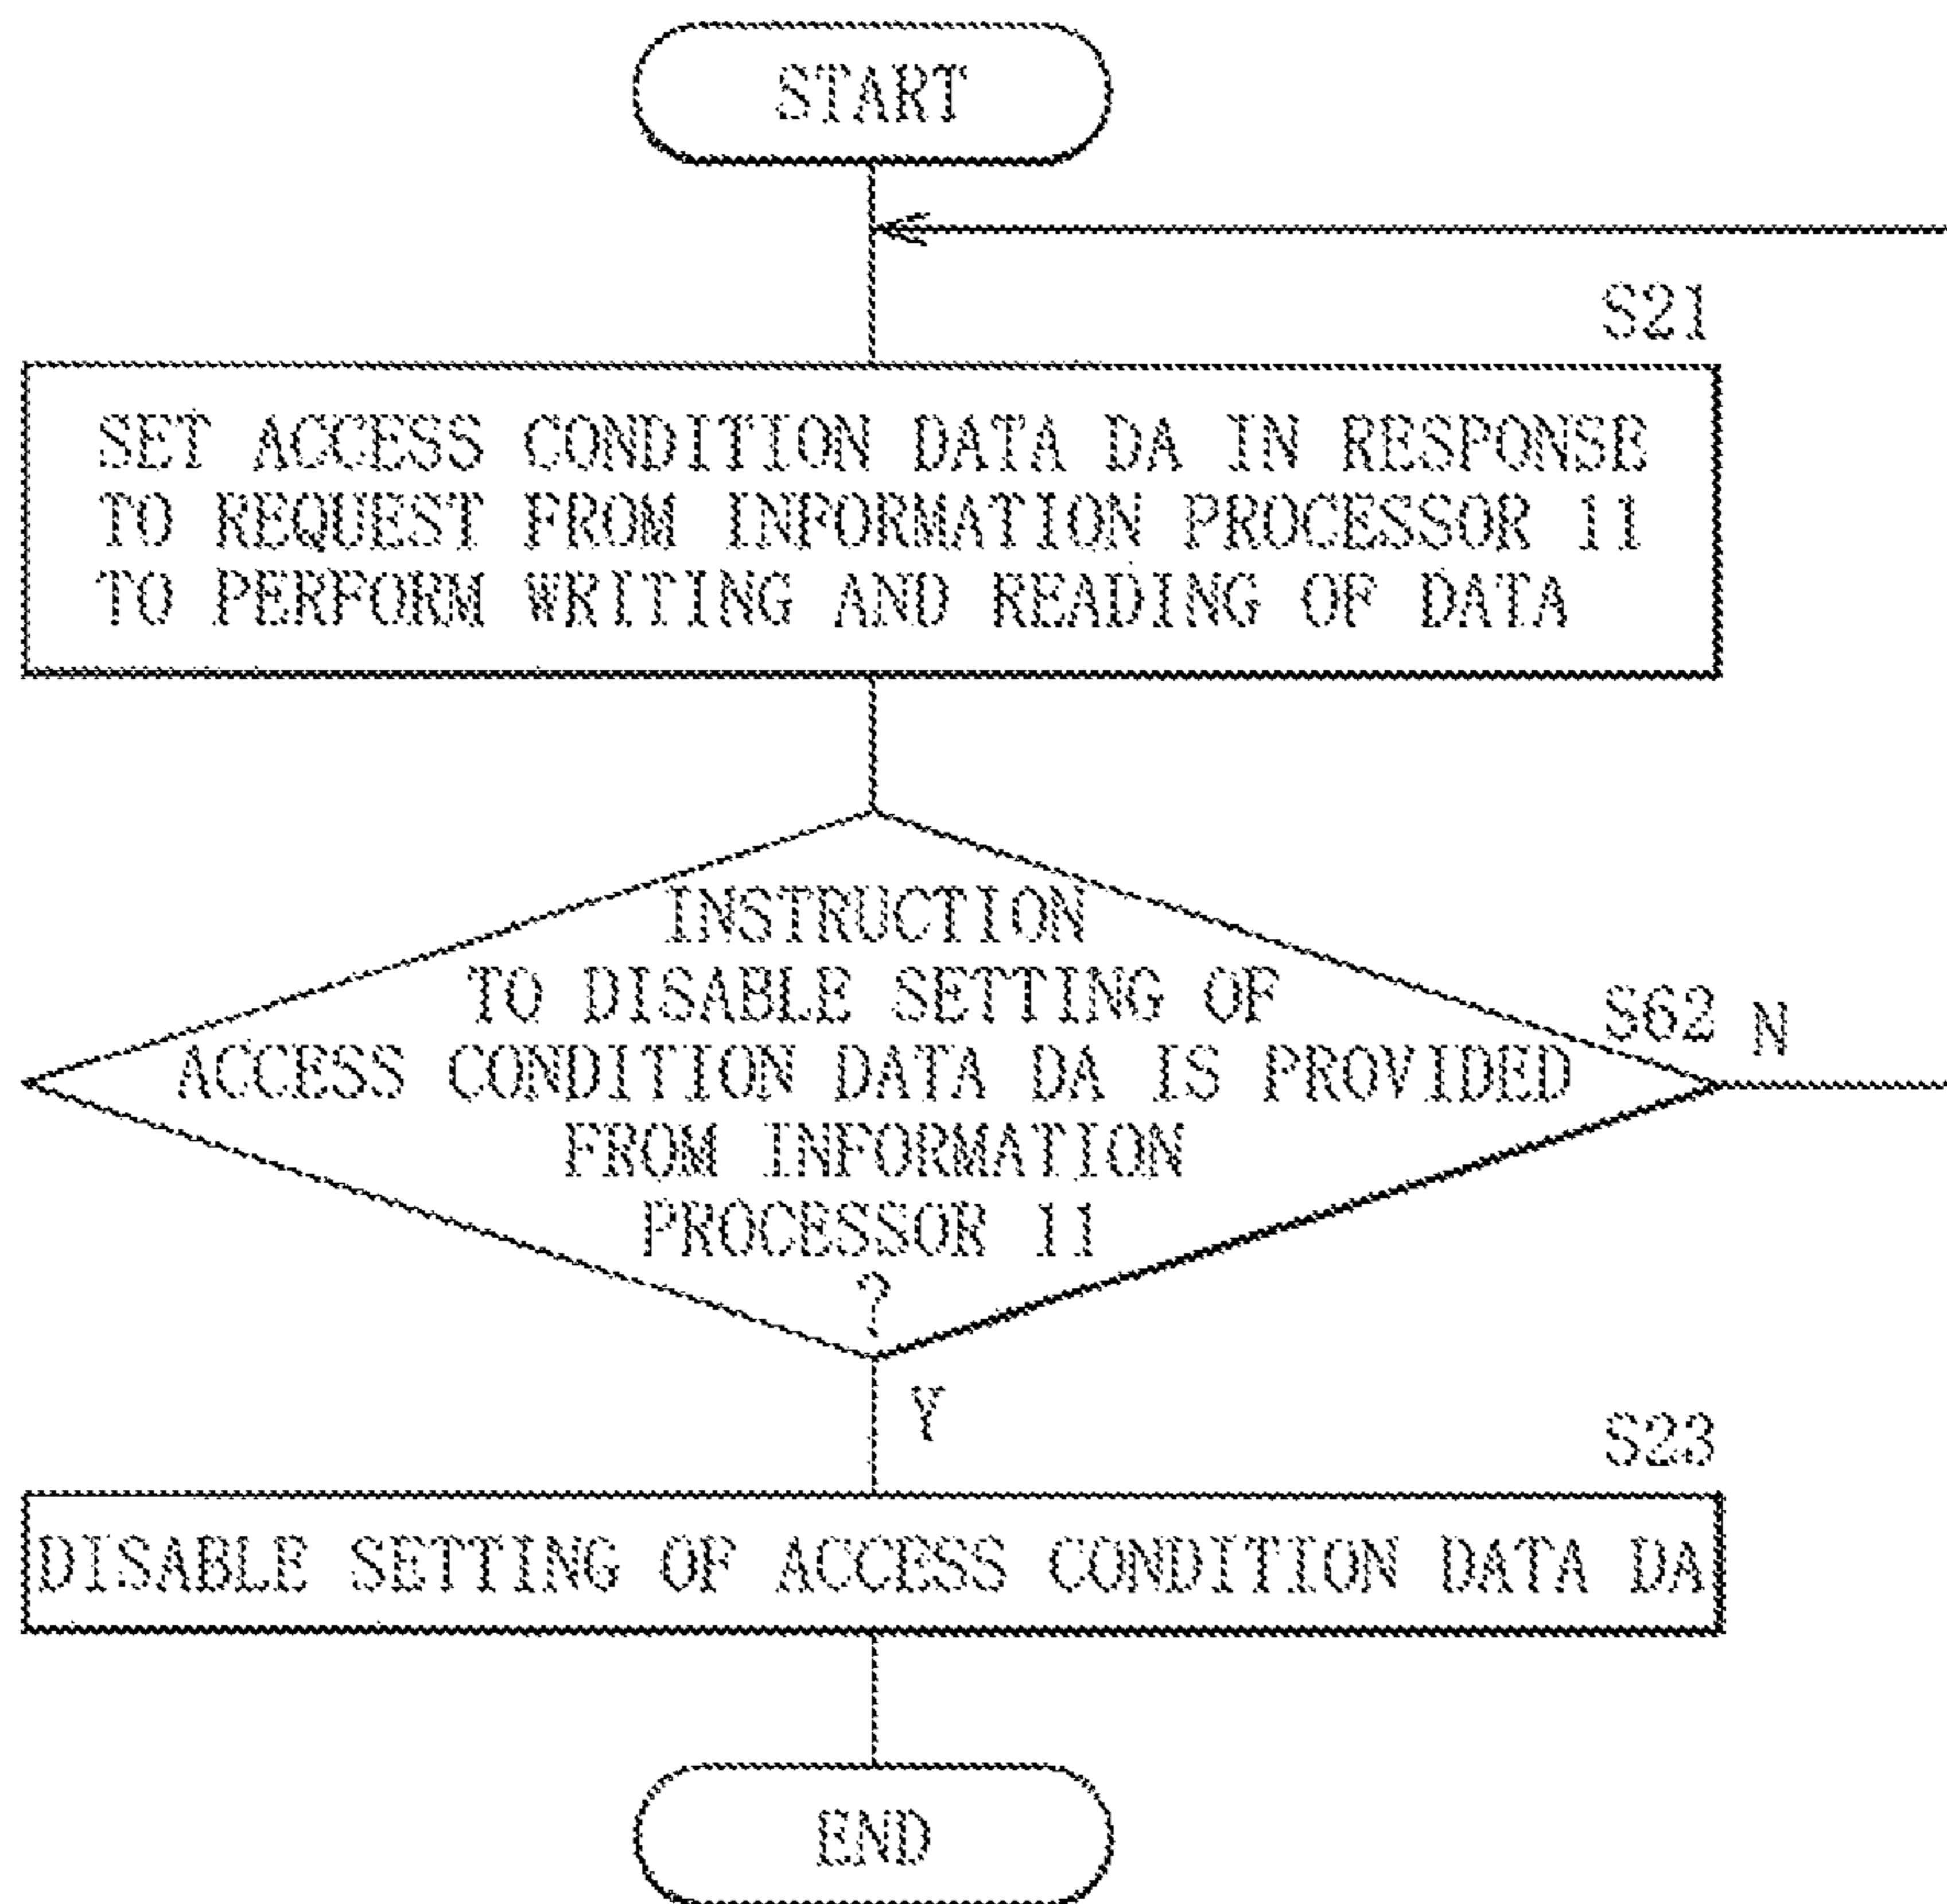 START
S21
SET ACCESS CONDITION DATA DA IN RESPONSE
TO REQUEST FROM INFORMATION PROCESSOR 11
TO PERFORM WRITING AND READING OF DATA
INSTRUCTION
TO DISABLE SETTING OF
S62 N
ACCESS CONDITION DATA DA IS PROVIDED
FROM INFORMATION
PROCESSOR 11
?
Y
S23
DISABLE SETTING OF ACCESS CONDITION DATA DA
END